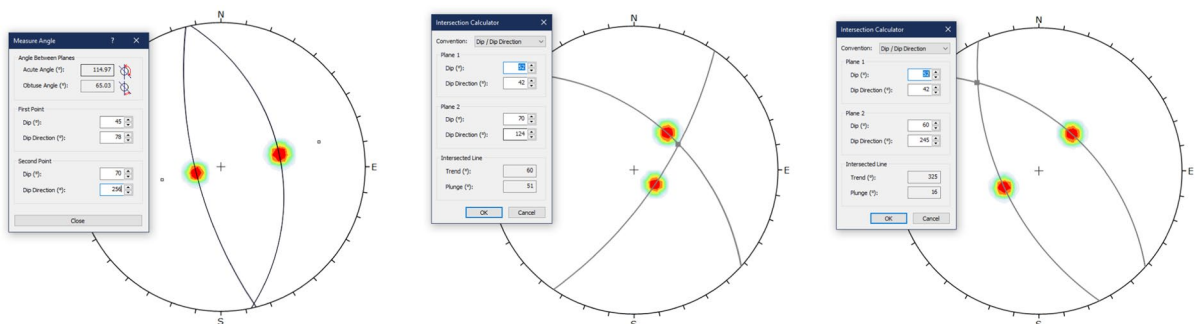 Measure Angle ? ×
Angle Between Planes
Acute Angle (°): 114.97
Obtuse Angle (°): 65.03
First Point
Dip (°): 45
Dip Direction (°): 78
Second Point
Dip (°): 70
Dip Direction (°): 256
Close
N
E
S
Intersection Calculator ×
Convention: Dip / Dip Direction
Plane 1
Dip (°): 52
Dip Direction (°): 42
Plane 2
Dip (°): 70
Dip Direction (°): 124
Intersected Line
Trend (°): 60
Plunge (°): 51
OK Cancel
N
E
S
Intersection Calculator ×
Convention: Dip / Dip Direction
Plane 1
Dip (°): 52
Dip Direction (°): 42
Plane 2
Dip (°): 60
Dip Direction (°): 245
Intersected Line
Trend (°): 325
Plunge (°): 16
OK Cancel
N
E
S